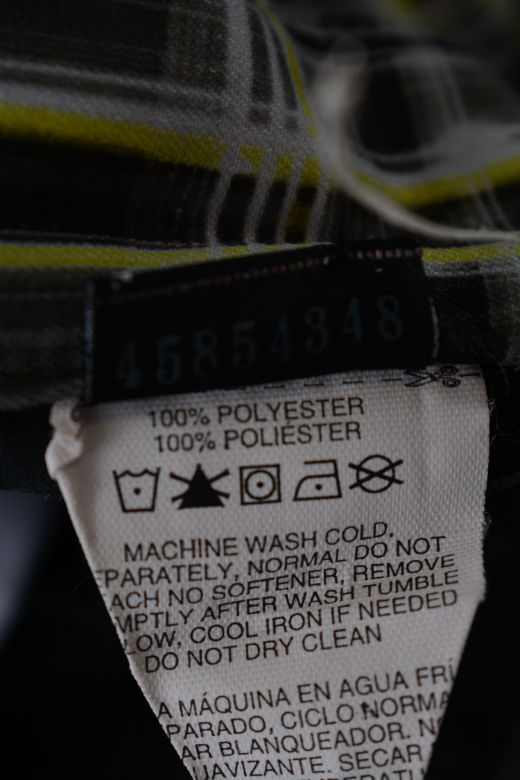 45854348
100% POLYESTER
100% POLIÉSTER
MACHINE WASH COLD,
PARATELY, NORMAL DO NOT
ACH NO SOFTENER, REMOVE
MPTLY AFTER WASH TUMBLE
LOW, COOL IRON IF NEEDED
DO NOT DRY CLEAN
A MÁQUINA EN AGUA FRÍ
PARADO, CICLO NORMA
AR BLANQUEADOR. N
UAVIZANTE. SECAR